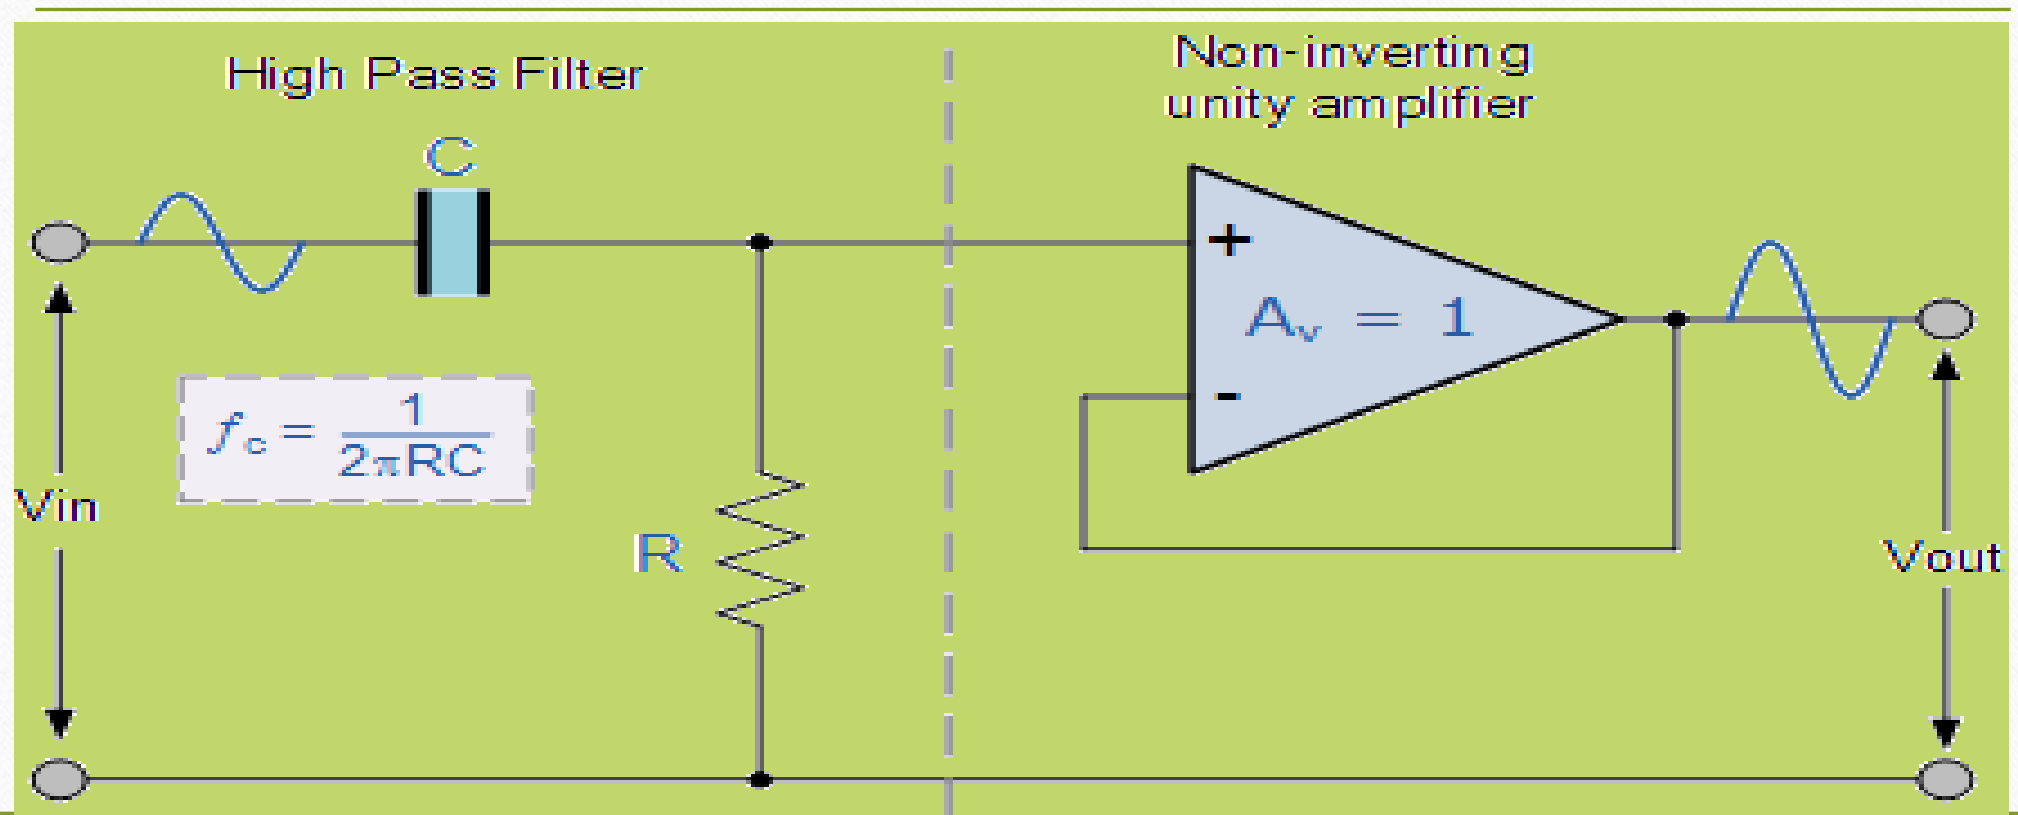 High Pass Filter
Non-inverting
unity amplifier
C
+
Av = 1
-
fc = 1
2πRC
Vin
R
Vout